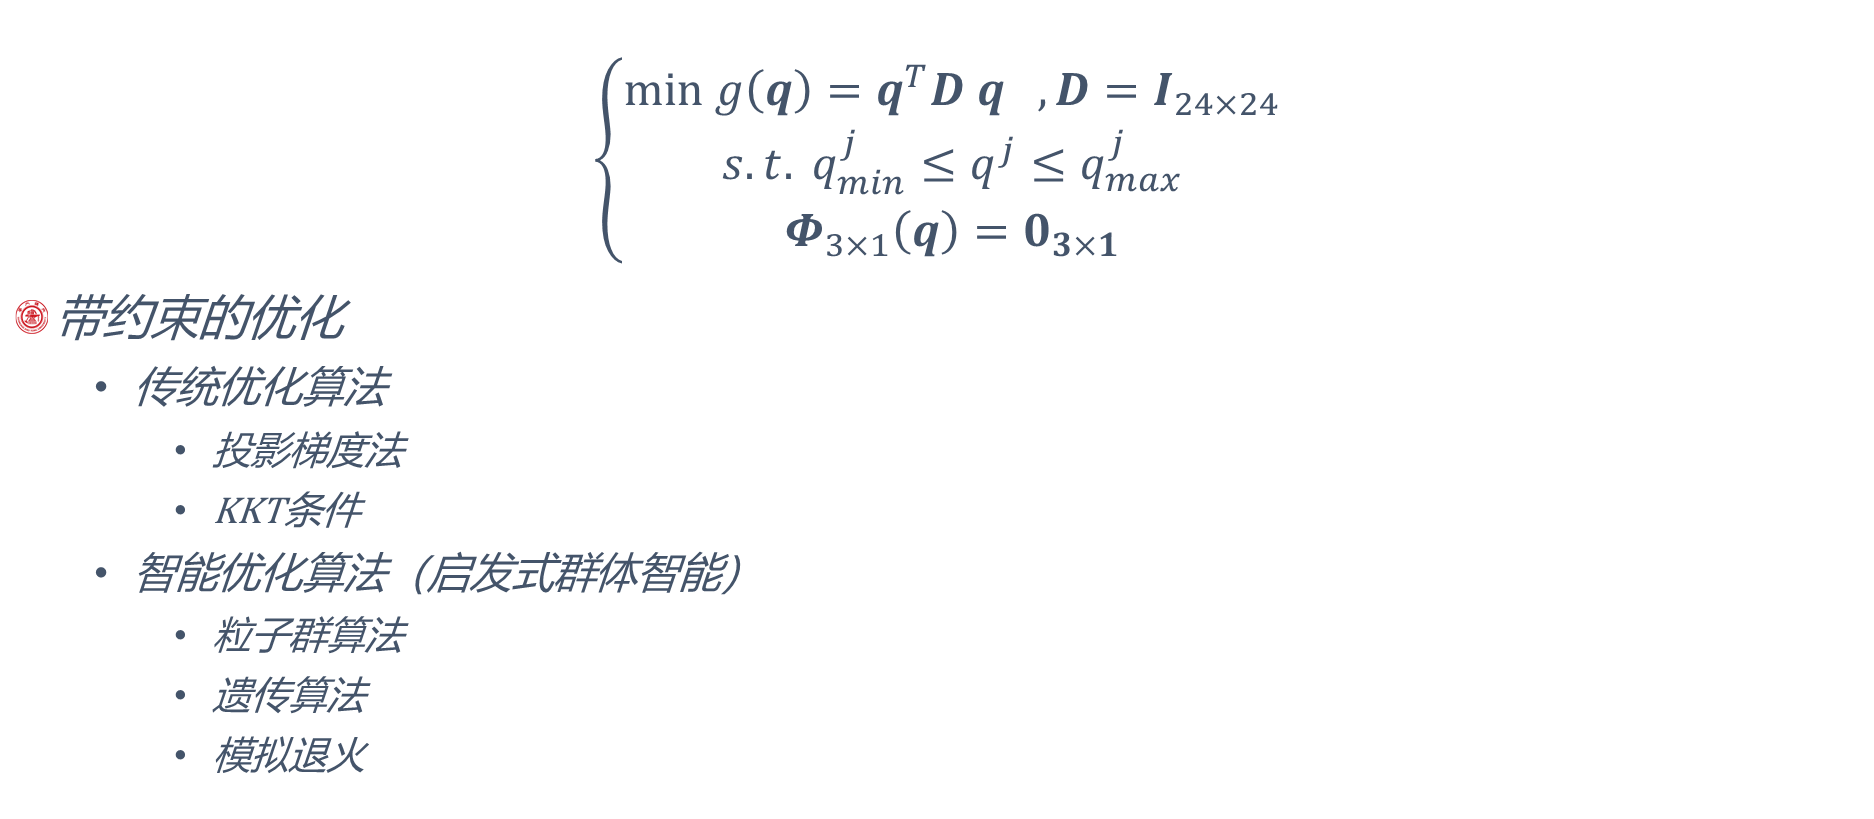 min g(q) = q^T D q , D = I_{24×24}
s.t. q^j_{min} ≤ q^j ≤ q^j_{max}
Φ_{3×1}(q) = 0_{3×1}
带约束的优化
• 传统优化算法
• 投影梯度法
• KKT条件
• 智能优化算法（启发式群体智能）
• 粒子群算法
• 遗传算法
• 模拟退火